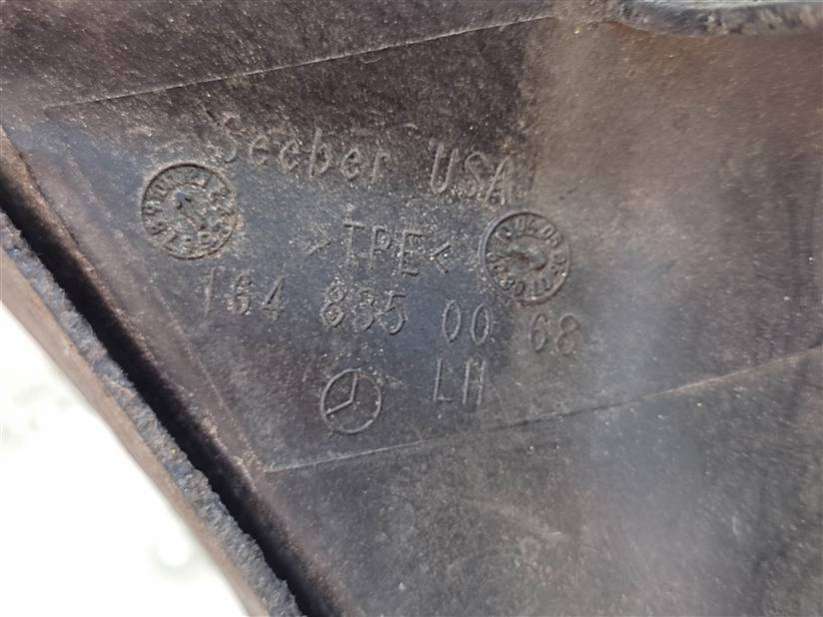 Seeber USA
>TPE<
164 835 00 68
LH